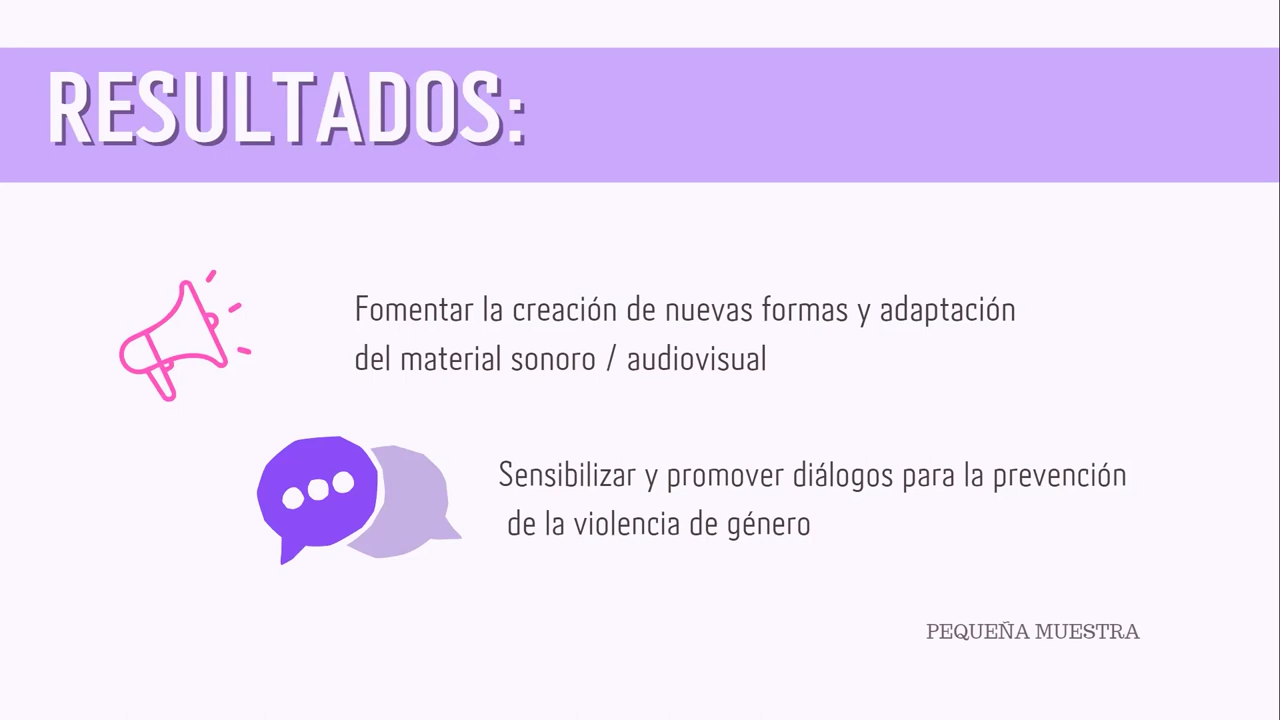 RESULTADOS:
Fomentar la creación de nuevas formas y adaptación
del material sonoro / audiovisual
Sensibilizar y promover diálogos para la prevención
de la violencia de género
PEQUEÑA MUESTRA